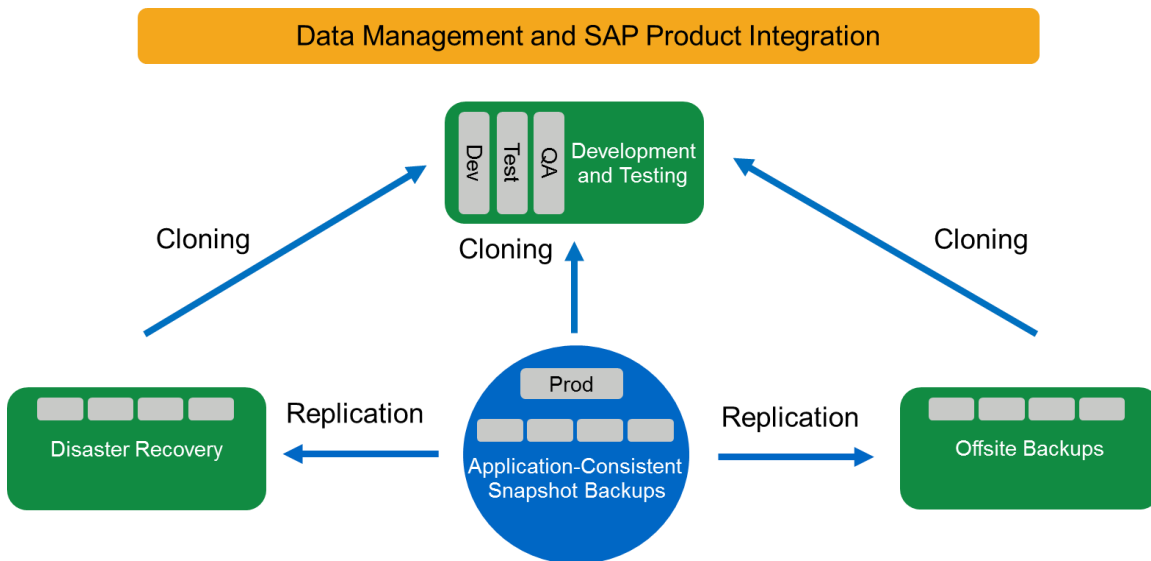 Data Management and SAP Product Integration
Dev
Test
QA
Development
and Testing
Cloning
Cloning
Cloning
Prod
Replication
Replication
Disaster Recovery
Application-Consistent
Snapshot Backups
Offsite Backups